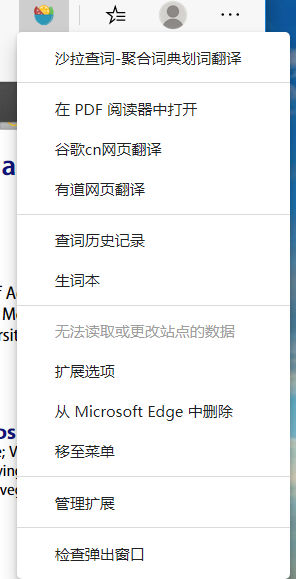 沙拉查词-聚合词典划词翻译
在 PDF 阅读器中打开
谷歌cn网页翻译
有道网页翻译
查词历史记录
生词本
无法读取或更改站点的数据
扩展选项
从 Microsoft Edge 中删除
移至菜单
管理扩展
检查弹出窗口